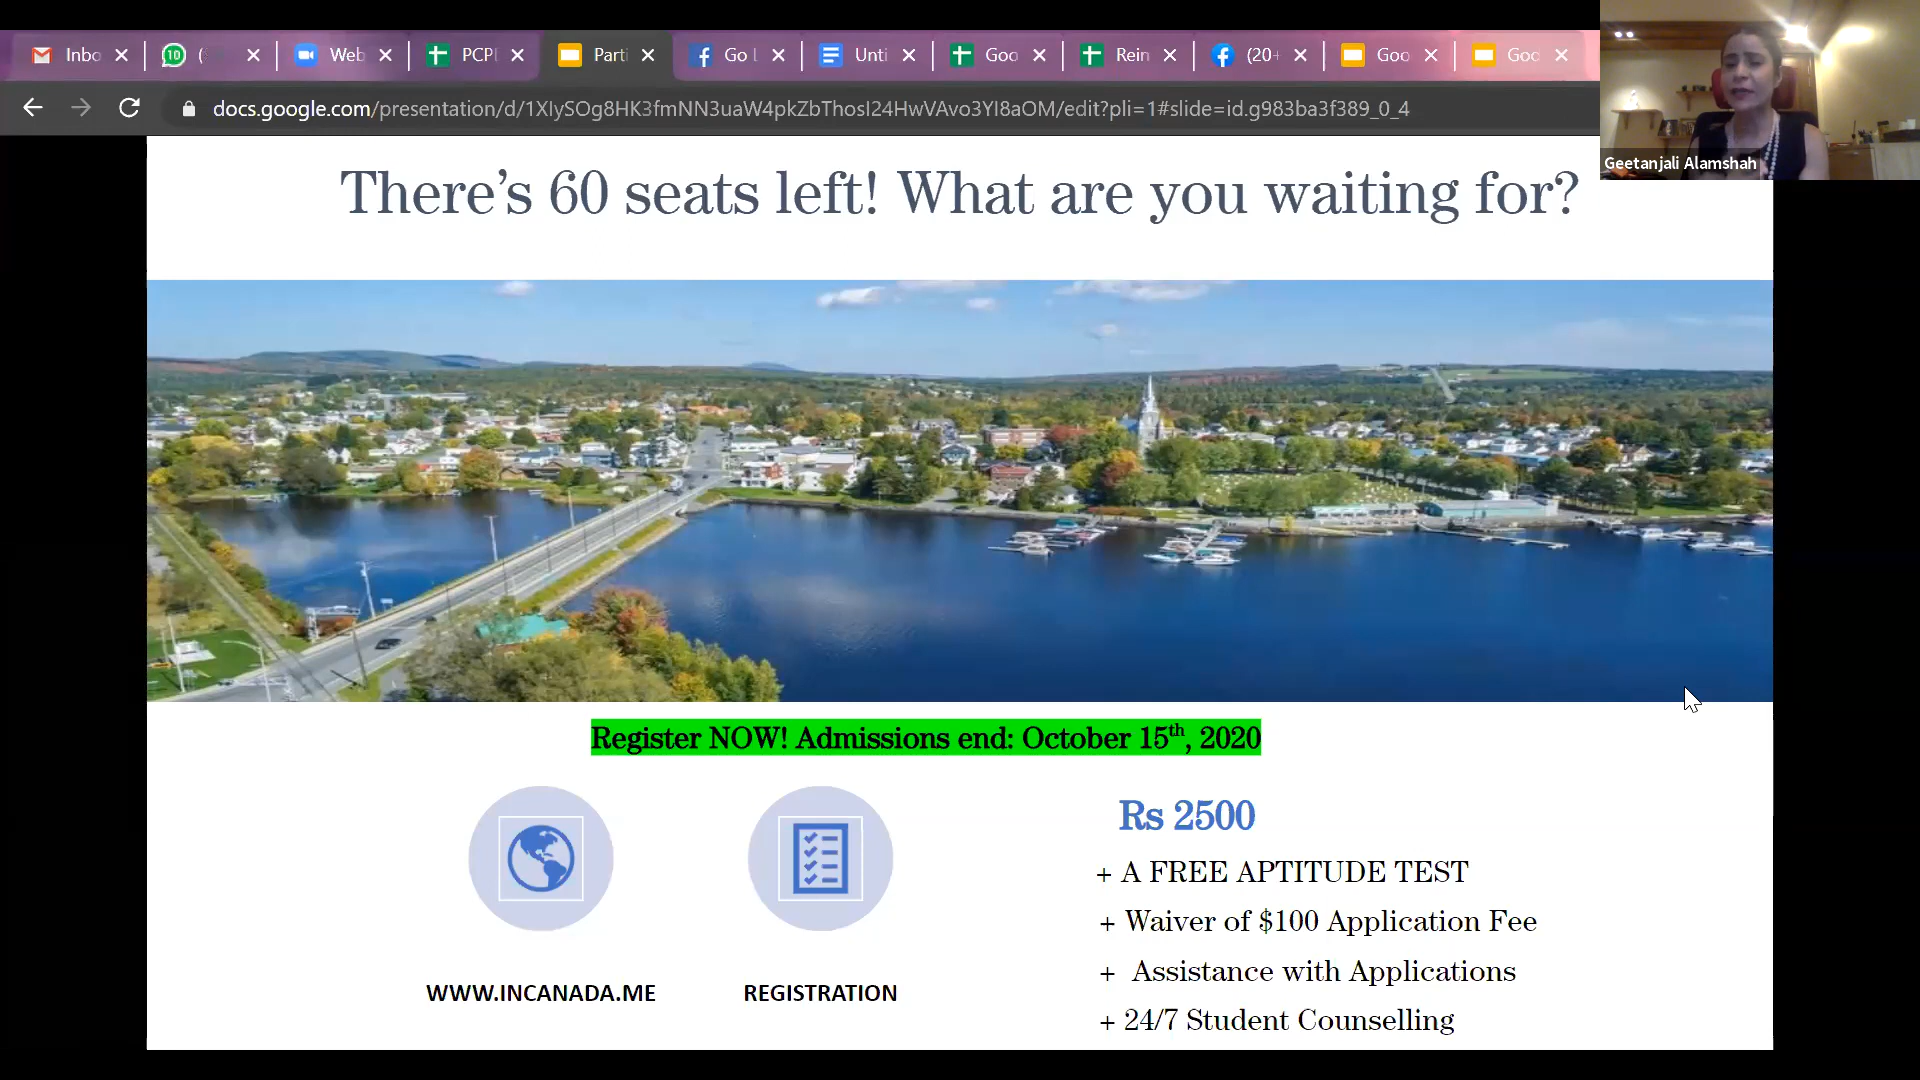 Inbo
10
(
Web
PCPL
Parti
Go L
Unti
Goo
Rein
(20+
Goo
Goo
docs.google.com/presentation/d/1XIySOg8HK3fmNN3uaW4pkZbThosI24HwVAvo3YI8aOM/edit?pli=1#slide=id.g983ba3f389_0_4
Geetanjali Alamshah
There's 60 seats left! What are you waiting for?
Register NOW! Admissions end: October 15th, 2020
Rs 2500
+ A FREE APTITUDE TEST
+ Waiver of $100 Application Fee
+ Assistance with Applications
+ 24/7 Student Counselling
WWW.INCANADA.ME
REGISTRATION